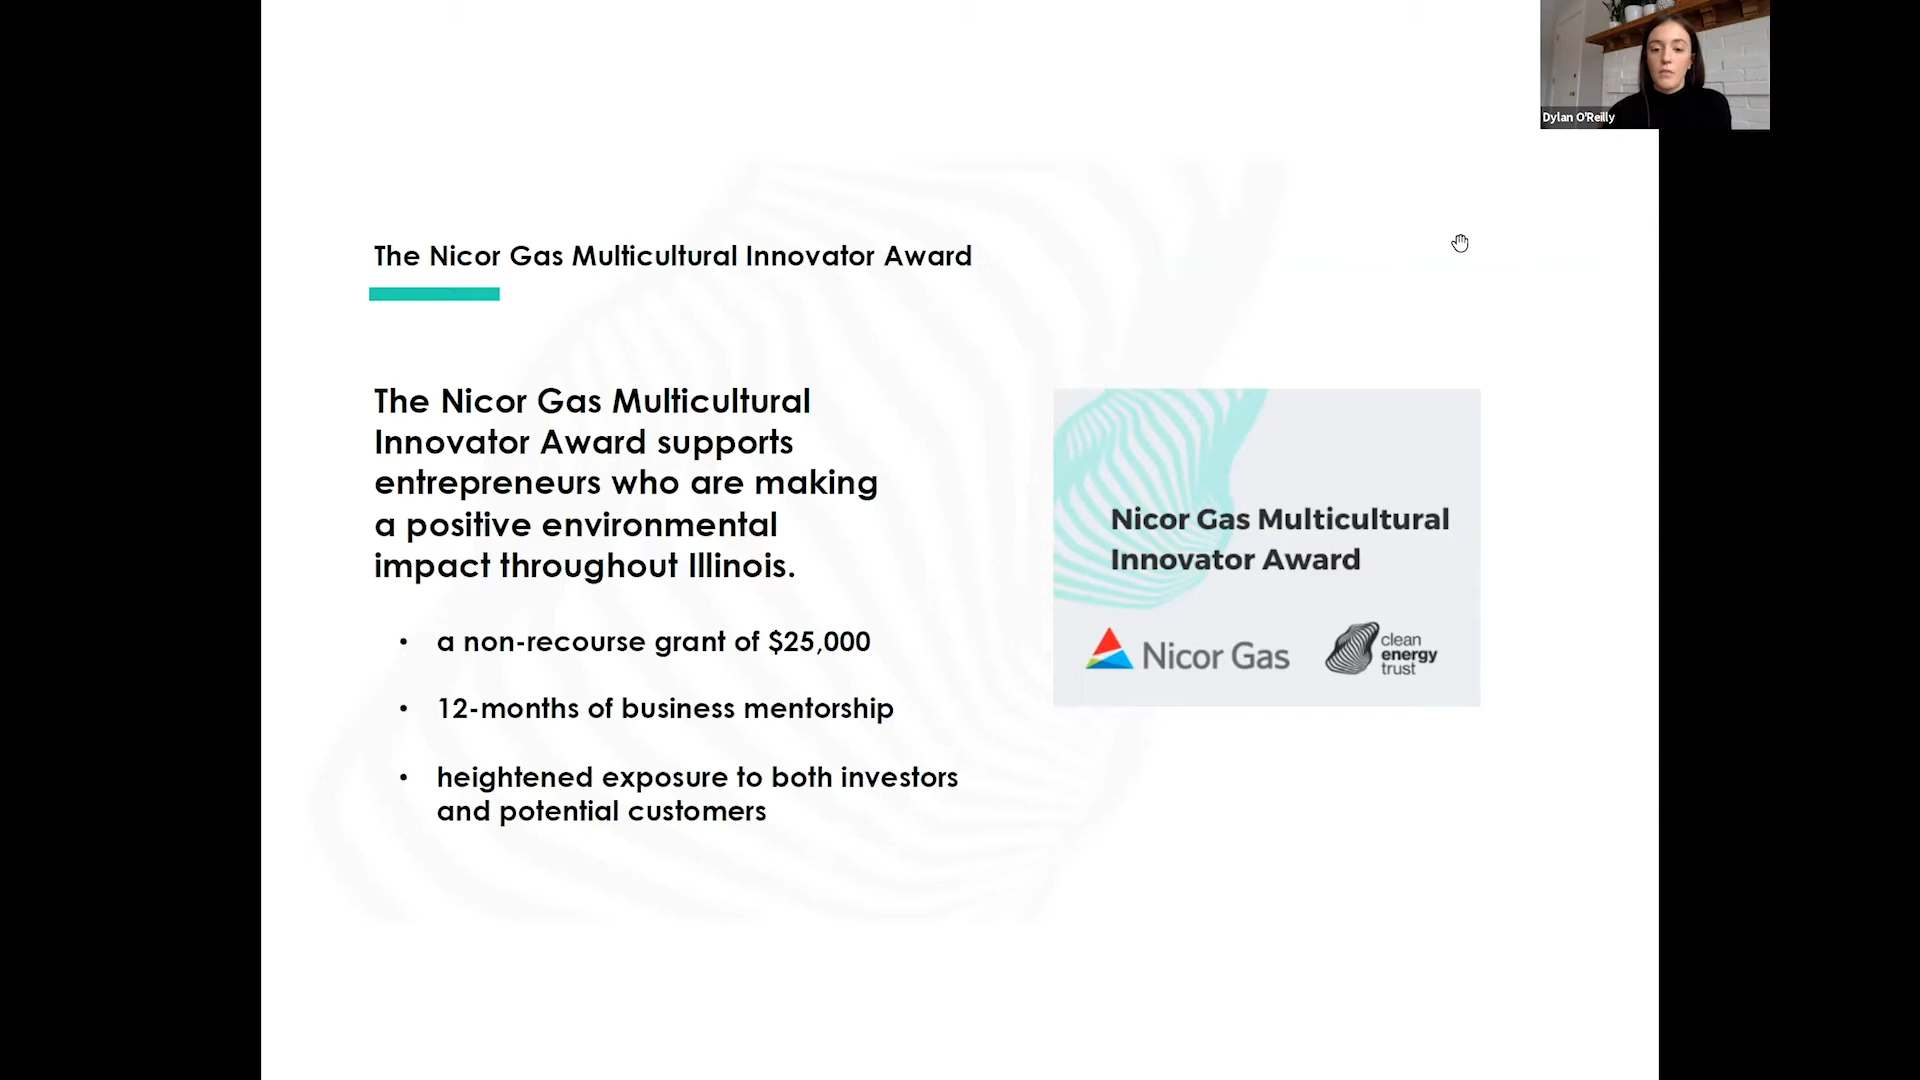 Dylan O'Reilly
The Nicor Gas Multicultural Innovator Award
The Nicor Gas Multicultural
Innovator Award supports
entrepreneurs who are making
a positive environmental
impact throughout Illinois.
• a non-recourse grant of $25,000
• 12-months of business mentorship
• heightened exposure to both investors
and potential customers
Nicor Gas Multicultural
Innovator Award
Nicor Gas
clean
energy
trust